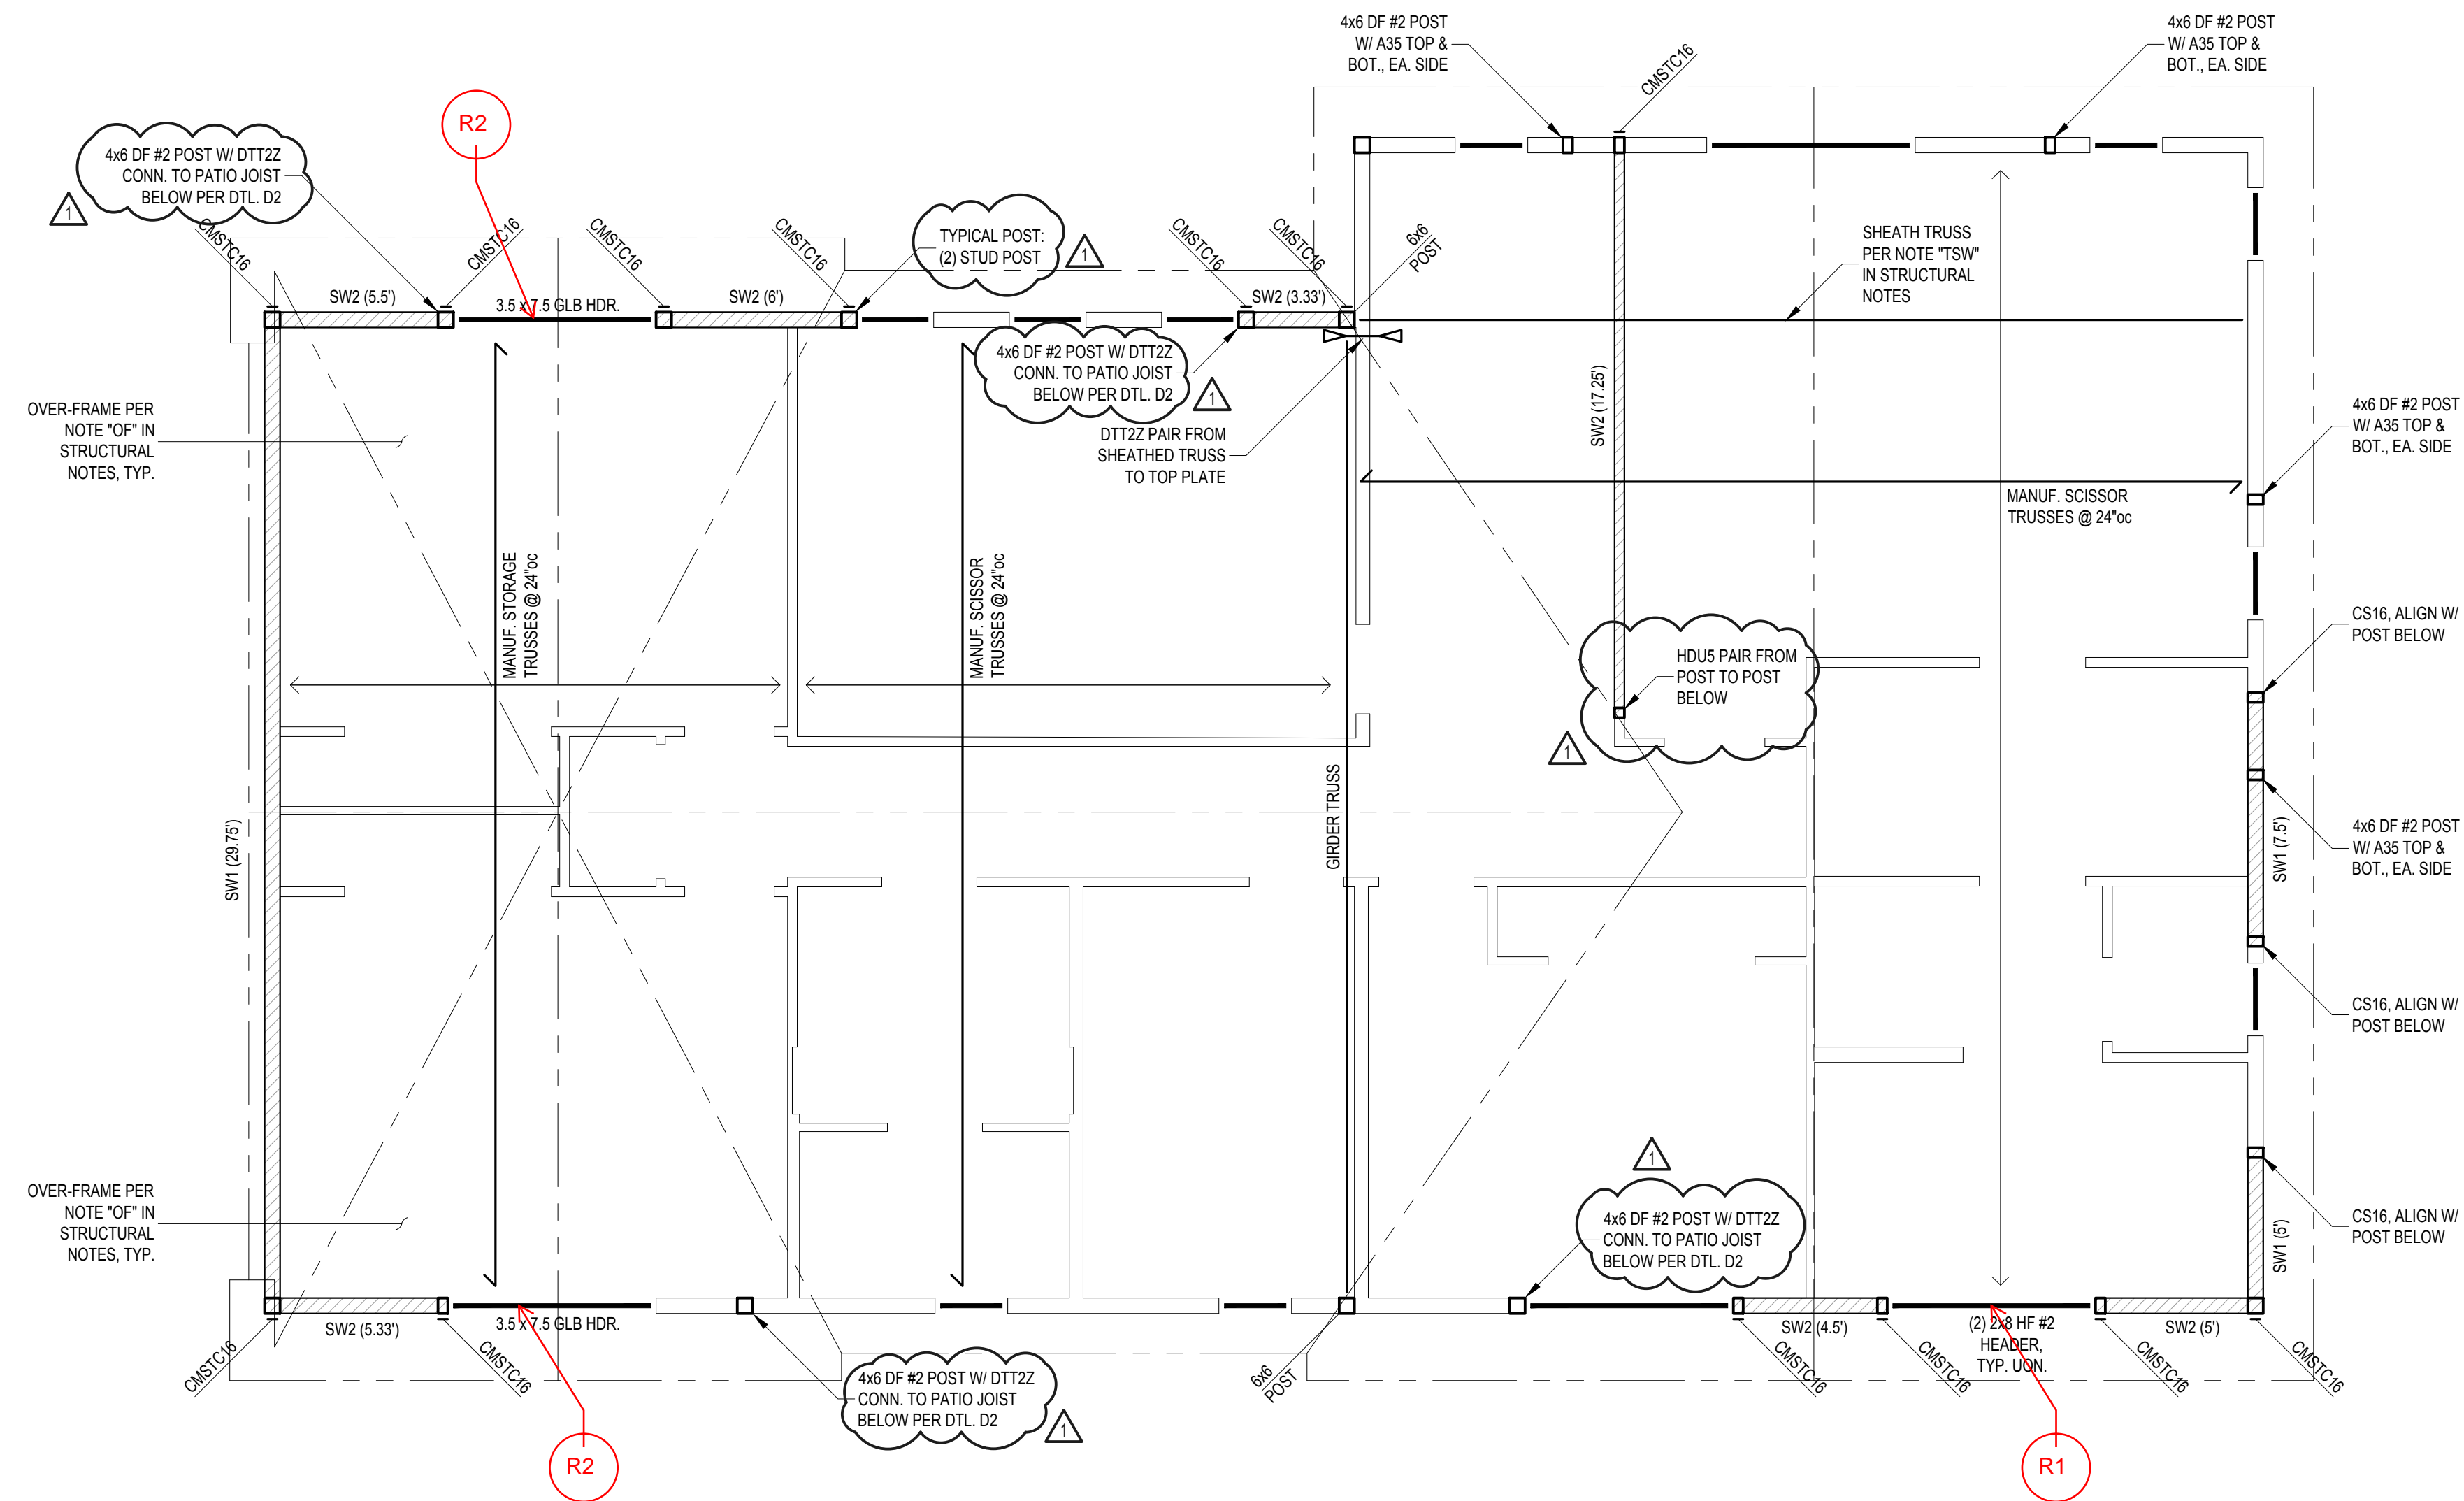 4x6 DF #2 POST
W/ A35 TOP &
BOT., EA. SIDE
CMSTC16
4x6 DF #2 POST
W/ A35 TOP &
BOT., EA. SIDE
R2
4x6 DF #2 POST W/ DTT2Z
CONN. TO PATIO JOIST
BELOW PER DTL. D2
1
CMSTC16
CMSTC16
CMSTC16
CMSTC16
TYPICAL POST:
(2) STUD POST
1
CMSTC16
CMSTC16
6x6
POST
SHEATH TRUSS
PER NOTE "TSW"
IN STRUCTURAL
NOTES
SW2 (5.5')
3.5 x 7.5 GLB HDR.
SW2 (6')
SW2 (3.33')
4x6 DF #2 POST W/ DTT2Z
CONN. TO PATIO JOIST
BELOW PER DTL. D2
1
DTT2Z PAIR FROM
SHEATHED TRUSS
TO TOP PLATE
SW2 (17.25')
OVER-FRAME PER
NOTE "OF" IN
STRUCTURAL
NOTES, TYP.
4x6 DF #2 POST
W/ A35 TOP &
BOT., EA. SIDE
MANUF. SCISSOR
TRUSSES @ 24"oc
MANUF. STORAGE
TRUSSES @ 24"oc
MANUF. SCISSOR
TRUSSES @ 24"oc
CS16, ALIGN W/
POST BELOW
HDU5 PAIR FROM
POST TO POST
BELOW
1
GIRDER TRUSS
SW1 (29.75')
SW1 (7.5')
4x6 DF #2 POST
W/ A35 TOP &
BOT., EA. SIDE
CS16, ALIGN W/
POST BELOW
OVER-FRAME PER
NOTE "OF" IN
STRUCTURAL
NOTES, TYP.
1
4x6 DF #2 POST W/ DTT2Z
CONN. TO PATIO JOIST
BELOW PER DTL. D2
CS16, ALIGN W/
POST BELOW
SW1 (5')
SW2 (5.33')
3.5 x 7.5 GLB HDR.
CMSTC16
CMSTC16
4x6 DF #2 POST W/ DTT2Z
CONN. TO PATIO JOIST
BELOW PER DTL. D2
1
6x6
POST
SW2 (4.5')
(2) 2x8 HF #2
HEADER,
TYP. UON.
SW2 (5')
CMSTC16
CMSTC16
CMSTC16
CMSTC16
R2
R1